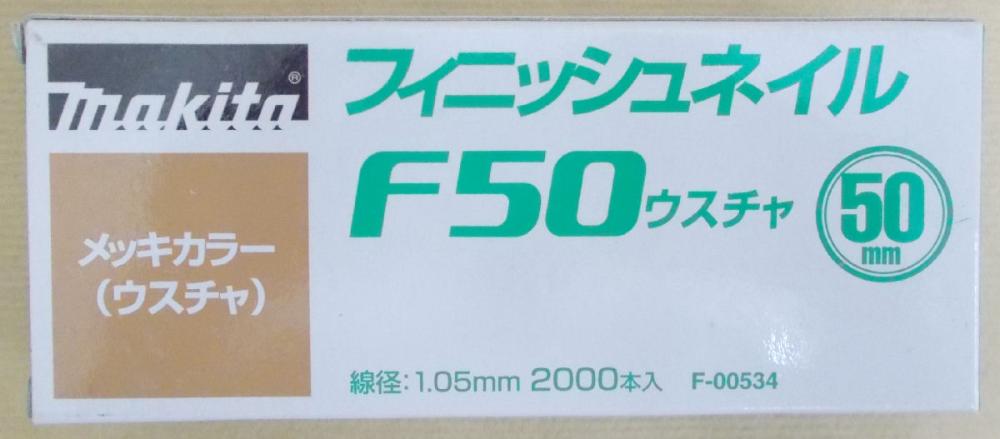 makita®
メッキカラー
(ウスチャ)
フィニッシュネイル
F50ウスチャ
50
mm
線径:1.05mm 2000本入 F-00534